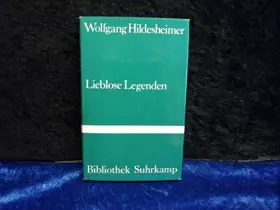 Wolfgang Hildesheimer
Lieblose Legenden
Bibliothek Suhrkamp